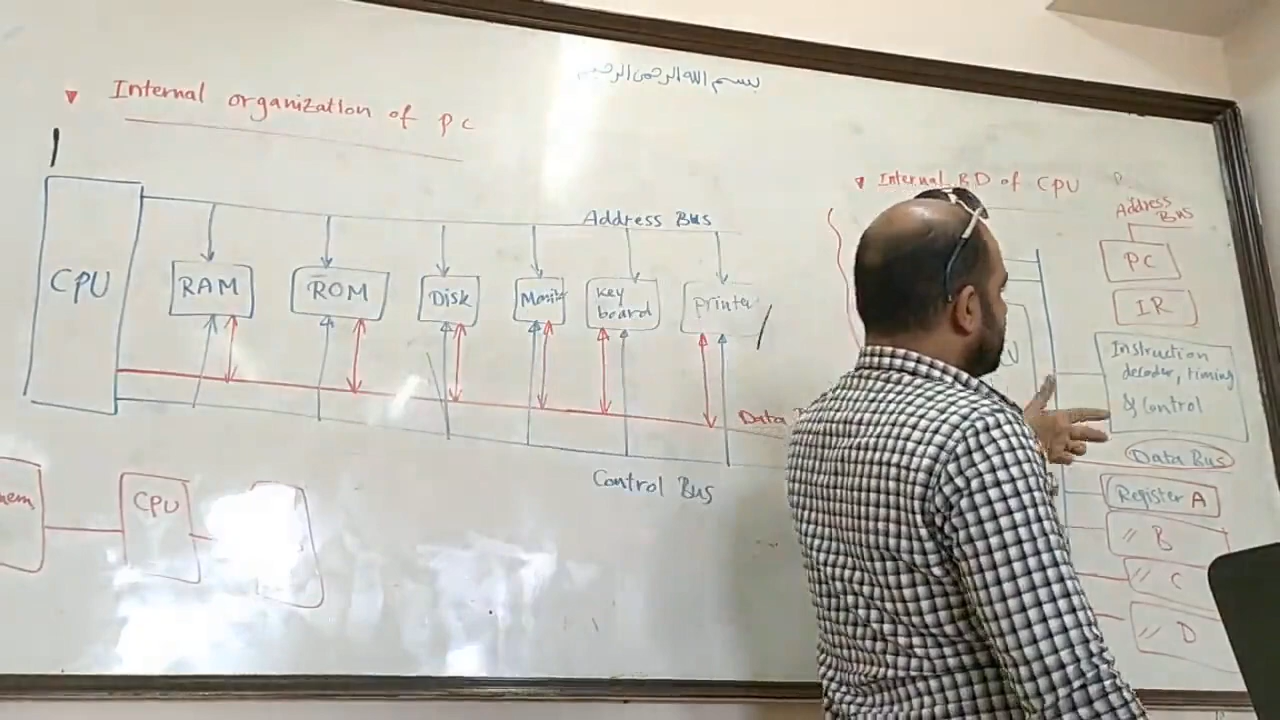 بسم الله الرحمن الرحيم
Internal organization of PC
CPU
Address Bus
RAM
ROM
Disk
Key
board
Data
Control Bus
mem
CPU
Internal BD of CPU
Address
Bus
PC
IR
Instruction
decoder, timing
& Control
Data Bus
Register A
// B
// C
// D